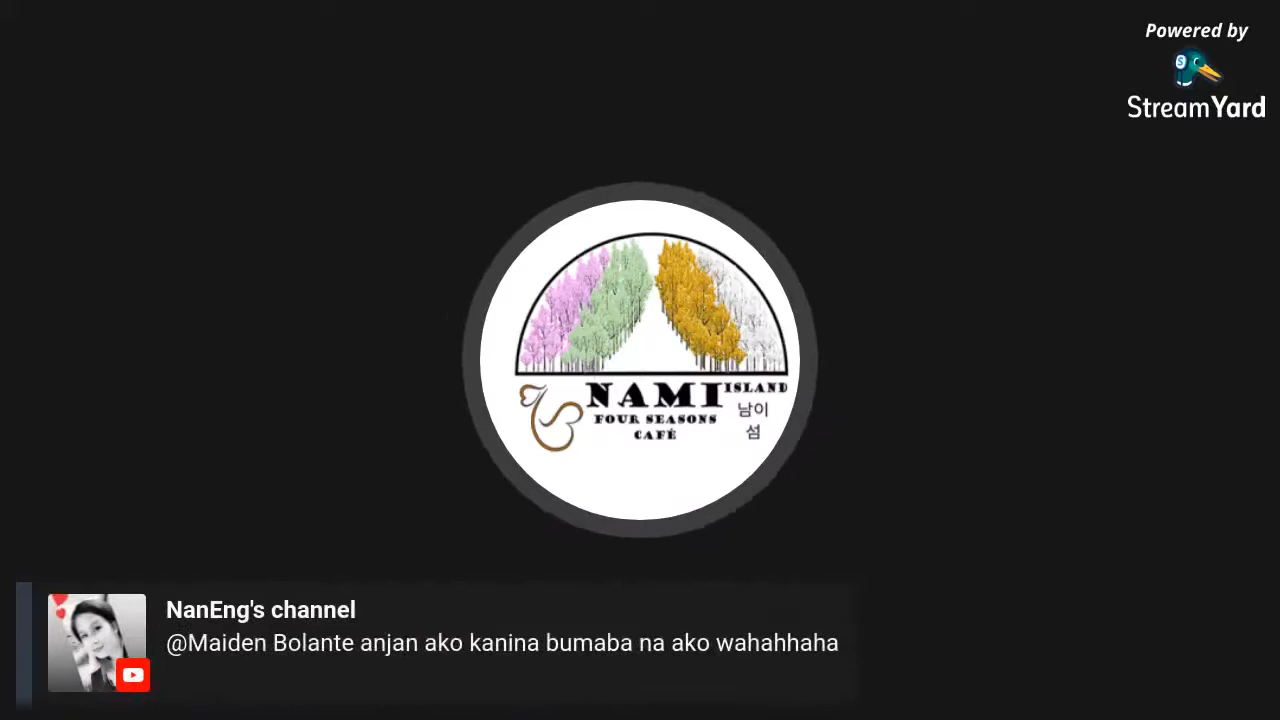 Powered by
StreamYard
NAMI ISLAND
FOUR SEASONS
CAFÉ
남이
섬
NanEng's channel
@Maiden Bolante anjan ako kanina bumaba na ako wahahhaha